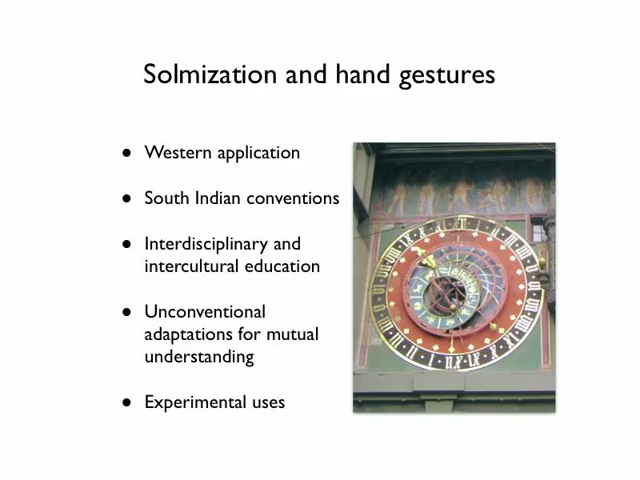 Solmization and hand gestures
● Western application
● South Indian conventions
● Interdisciplinary and
intercultural education
● Unconventional
adaptations for mutual
understanding
● Experimental uses